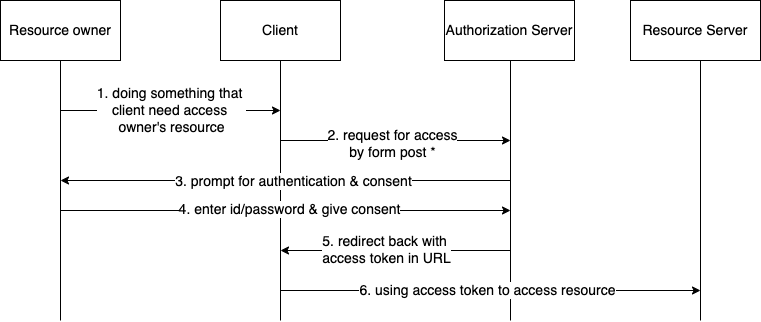 Resource owner
Client
Authorization Server
Resource Server
1. doing something that
client need access
owner's resource
2. request for access
by form post *
3. prompt for authentication & consent
4. enter id/password & give consent
5. redirect back with
access token in URL
6. using access token to access resource